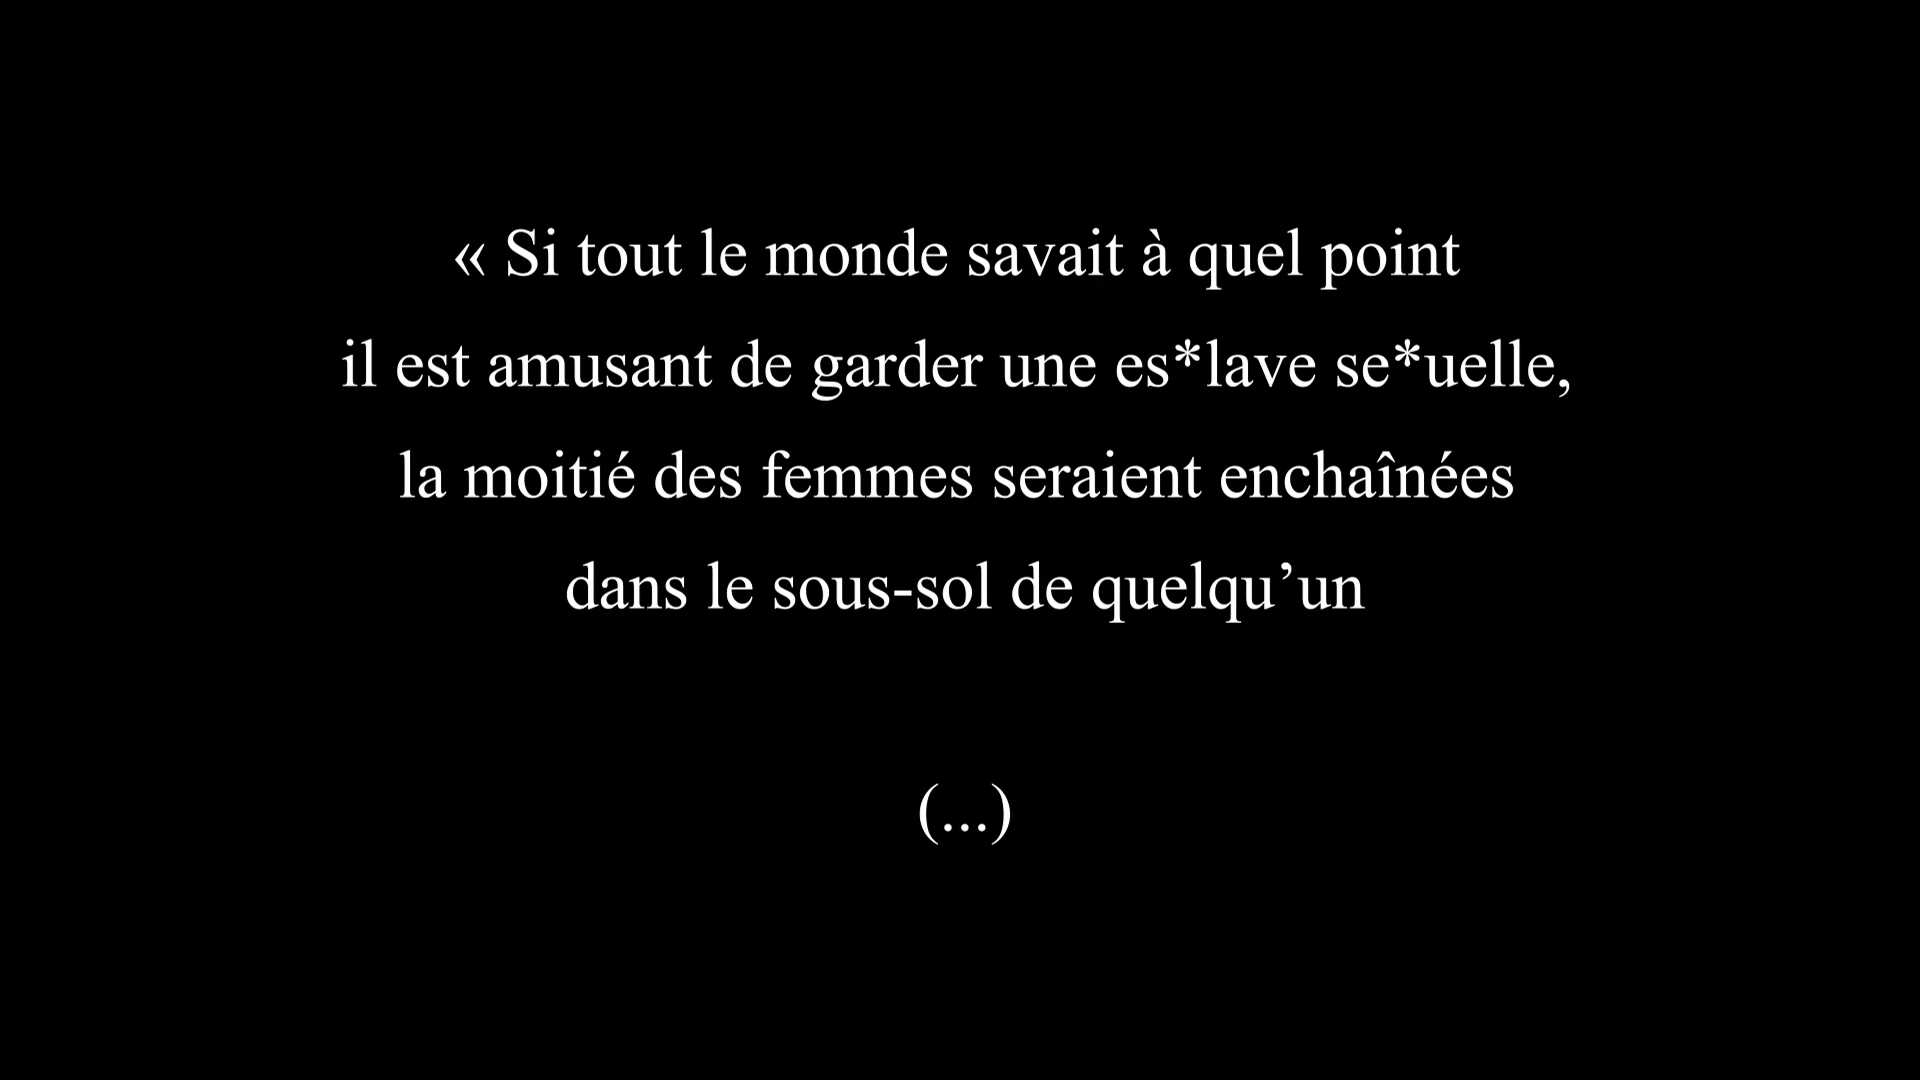 « Si tout le monde savait à quel point
il est amusant de garder une es*lave se*uelle,
la moitié des femmes seraient enchaînées
dans le sous-sol de quelqu’un
(...)